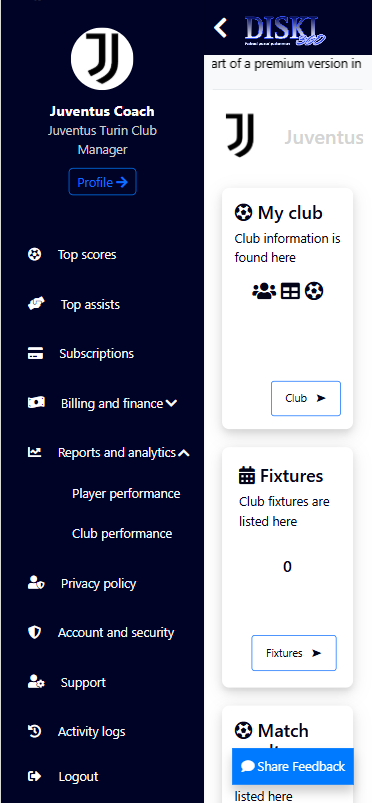 Juventus Coach
Juventus Turin Club
Manager
Profile
Top scores
Top assists
Subscriptions
Billing and finance
Reports and analytics
Player performance
Club performance
Privacy policy
Account and security
Support
Activity logs
Logout
DISKI
360
art of a premium version in
Juventus
My club
Club information is
found here
Club
Fixtures
Club fixtures are
listed here
0
Fixtures
Match
Share Feedback
listed here